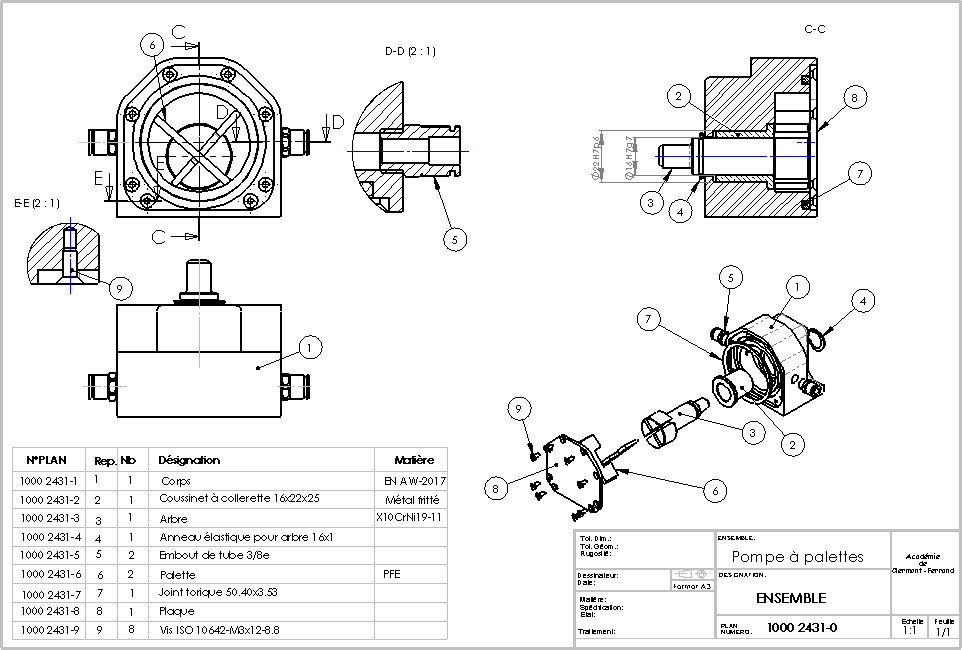 C
C-C
6
D-D (2 : 1)
D
D
2
8
Ø22H7p6
Ø16H7g7
E
E
7
3
4
E-E (2 : 1)
C
5
9
1
5
1
4
7
9
3
2
8
6
N°PLAN Rep. Nb Désignation Matière
1000 2431-1 1 1 Corps EN AW-2017
1000 2431-2 2 1 Coussinet à collerette 16x22x25 Métal fritté
1000 2431-3 3 1 Arbre X10CrNi19-11
1000 2431-4 4 1 Anneau élastique pour arbre 16x1
1000 2431-5 5 2 Embout de tube 3/8e
1000 2431-6 6 2 Palette PFE
1000 2431-7 7 1 Joint torique 50.40x3.53
1000 2431-8 8 1 Plaque
1000 2431-9 9 8 Vis ISO 10642-M3x12-8.8
Tol. Dim.:
Tol. Géom.:
Rugosité:
ENSEMBLE.
Pompe à palettes
Académie
de
Clermont - Ferrand
Dessinateur:
Date:
Format A3
DESIGNATION.
ENSEMBLE
Matière:
Spécification:
Etat:
Traitement:
PLAN
NUMERO.
1000 2431-0
Echelle
1:1
Feuille
1/1